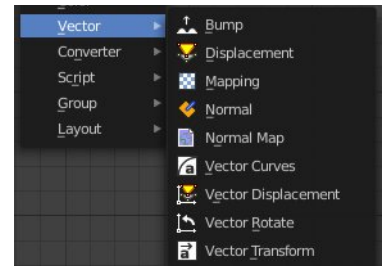 Vector
Converter
Script
Group
Layout
Bump
Displacement
Mapping
Normal
Normal Map
Vector Curves
Vector Displacement
Vector Rotate
Vector Transform